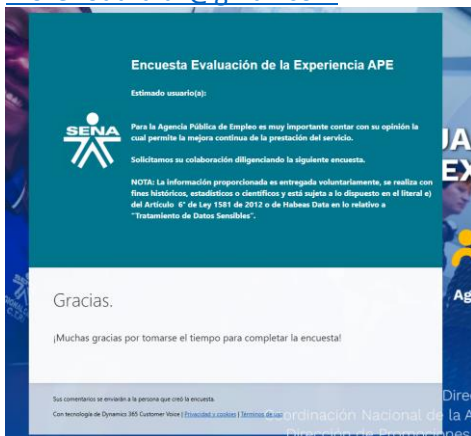 Encuesta Evaluación de la Experiencia APE
Estimado usuario(a):
SENA
Para la Agencia Pública de Empleo es muy importante contar con su opinión la
cual permite la mejora continua de la prestación del servicio.
Solicitamos su colaboración diligenciando la siguiente encuesta.
NOTA: La información proporcionada es entregada voluntariamente, se realiza con
fines históricos, estadísticos o científicos y está sujeta a lo dispuesto en el literal e)
del Artículo 6° de Ley 1581 de 2012 o de Habeas Data en lo relativo a
"Tratamiento de Datos Sensibles".
Gracias.
¡Muchas gracias por tomarse el tiempo para completar la encuesta!
Sus comentarios se enviarán a la persona que creó la encuesta.
Con tecnología de Dynamics 365 Customer Voice | Privacidad y cookies | Términos de uso